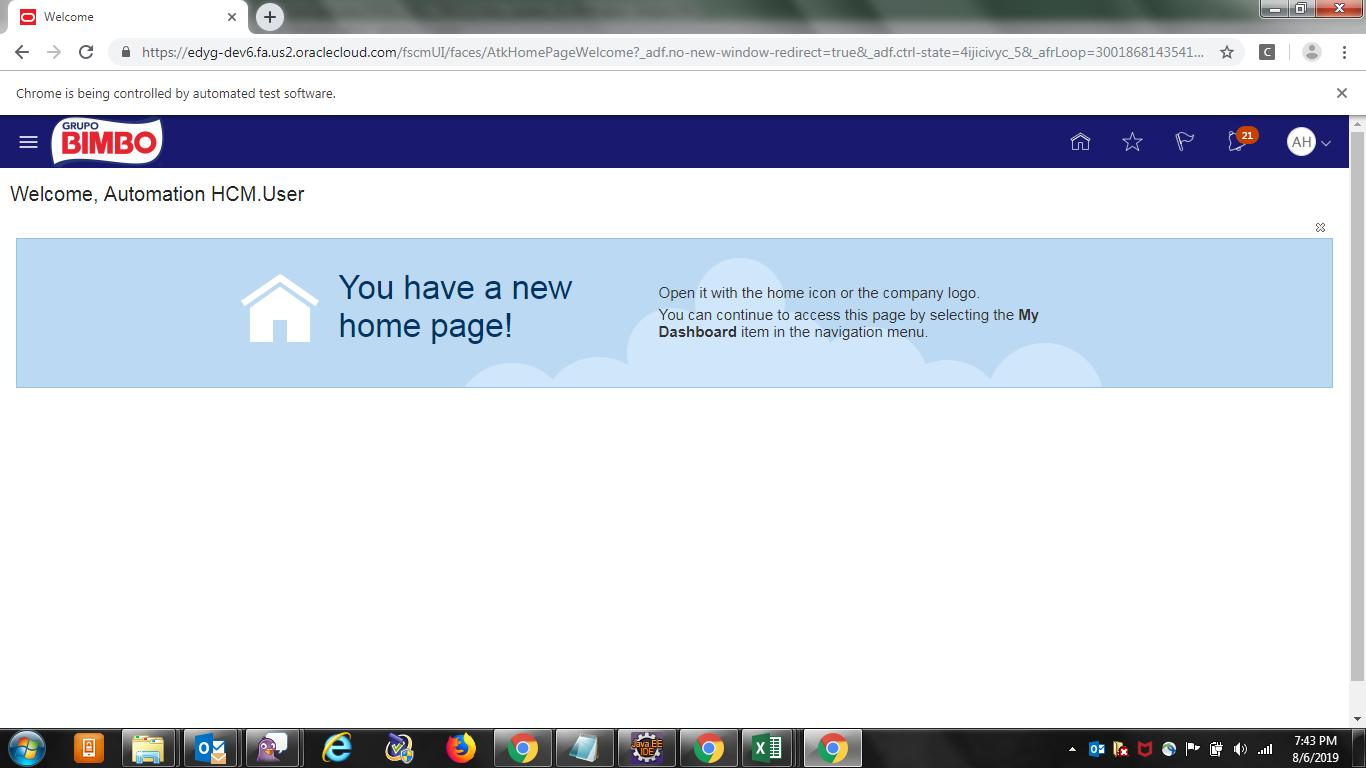 Welcome
https://edyg-dev6.fa.us2.oraclecloud.com/fscmUI/faces/AtkHomePageWelcome?_adf.no-new-window-redirect=true&_adf.ctrl-state=4ijicivyc_5&_afrLoop=3001868143541...
C
Chrome is being controlled by automated test software.
GRUPO
BIMBO
21
AH
Welcome, Automation HCM.User
You have a new
home page!
Open it with the home icon or the company logo.
You can continue to access this page by selecting the My
Dashboard item in the navigation menu.
Java EE
IDE
7:43 PM
8/6/2019